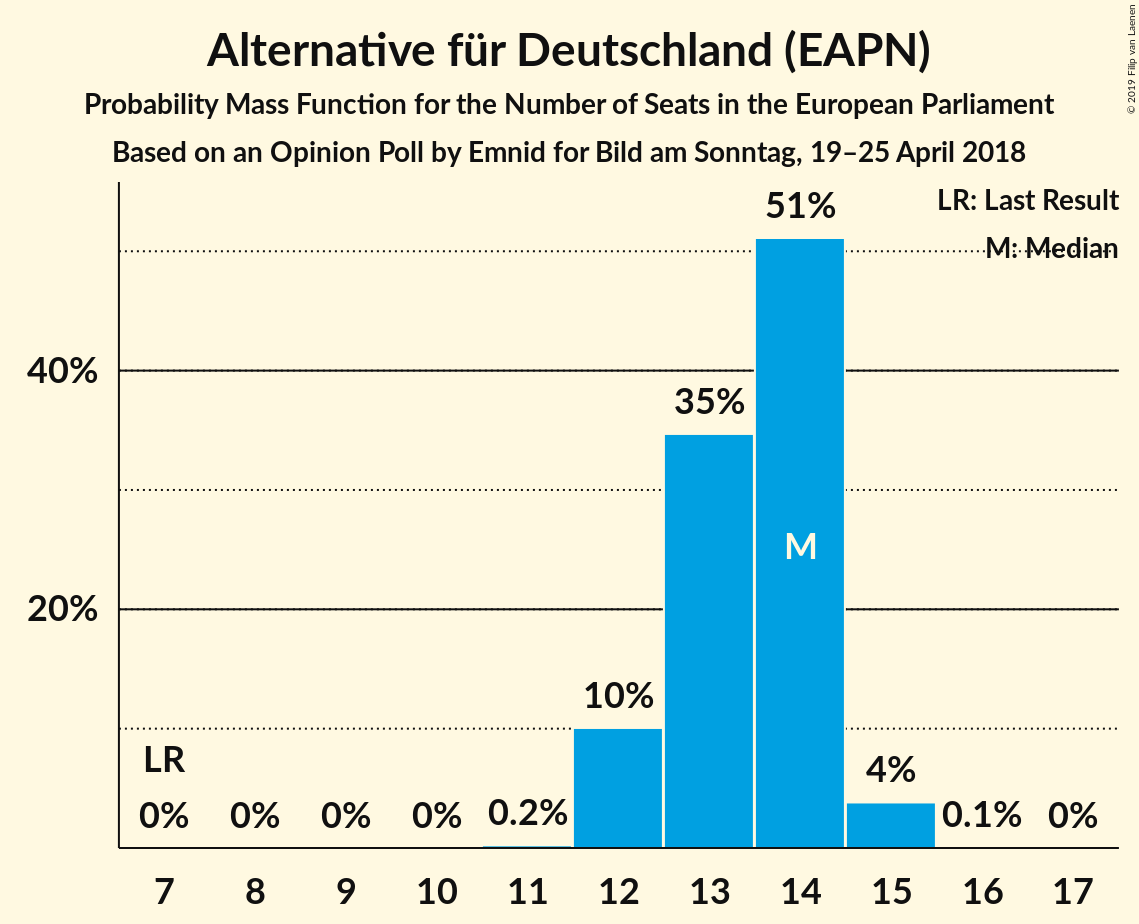 Alternative für Deutschland (EAPN)
Probability Mass Function for the Number of Seats in the European Parliament
Based on an Opinion Poll by Emnid for Bild am Sonntag, 19–25 April 2018
© 2019 Filip van Laenen
LR: Last Result
M: Median
51%
40%
35%
M
20%
10%
LR
4%
0% 0% 0% 0% 0.2% 0.1% 0%
7 8 9 10 11 12 13 14 15 16 17